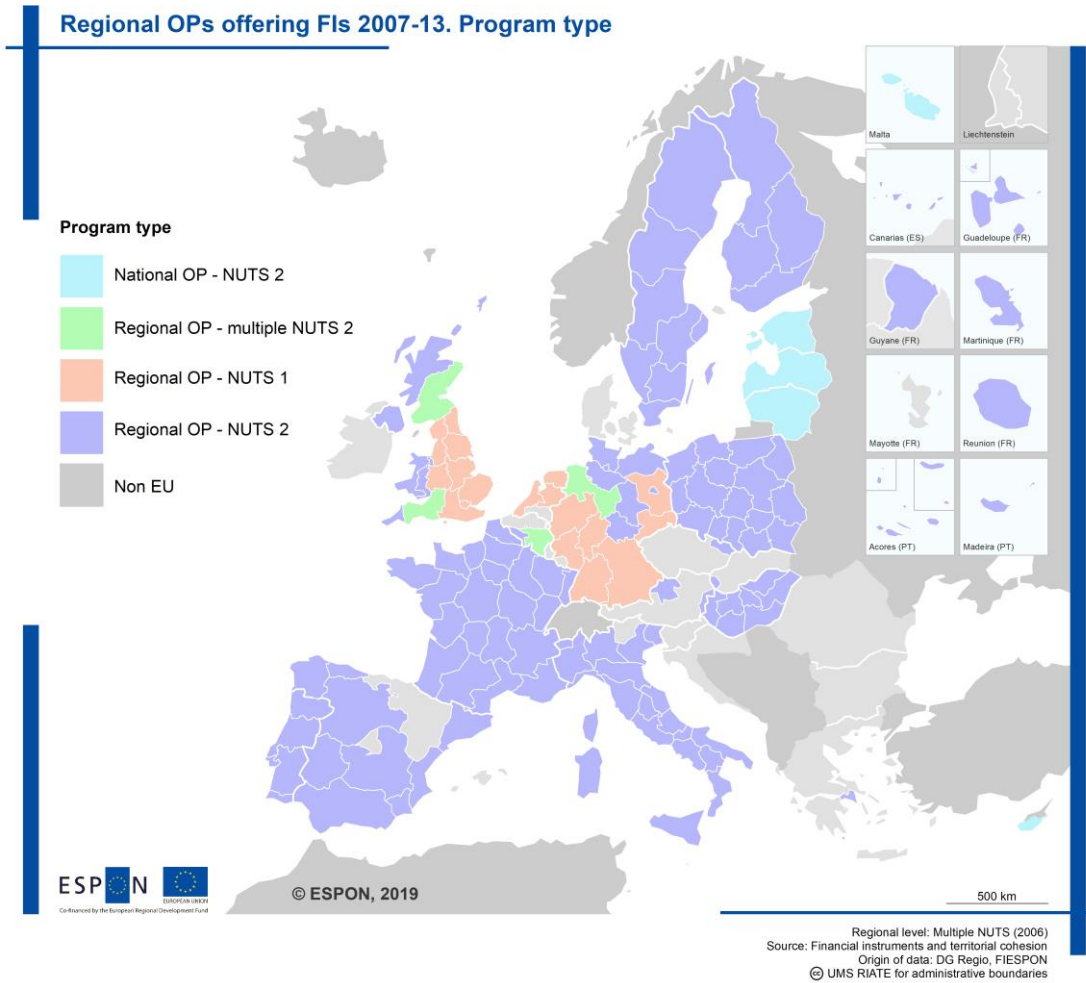 Regional OPs offering FIs 2007-13. Program type
Program type
National OP - NUTS 2
Regional OP - multiple NUTS 2
Regional OP - NUTS 1
Regional OP - NUTS 2
Non EU
Malta
Liechtenstein
Canarias (ES)
Guadeloupe (FR)
Guyane (FR)
Martinique (FR)
Mayotte (FR)
Reunion (FR)
Acores (PT)
Madeira (PT)
ESPON
EUROPEAN UNION
Co-financed by the European Regional Development Fund
© ESPON, 2019
500 km
Regional level: Multiple NUTS (2006)
Source: Financial instruments and territorial cohesion
Origin of data: DG Regio, FIESPON
🄯 UMS RIATE for administrative boundaries